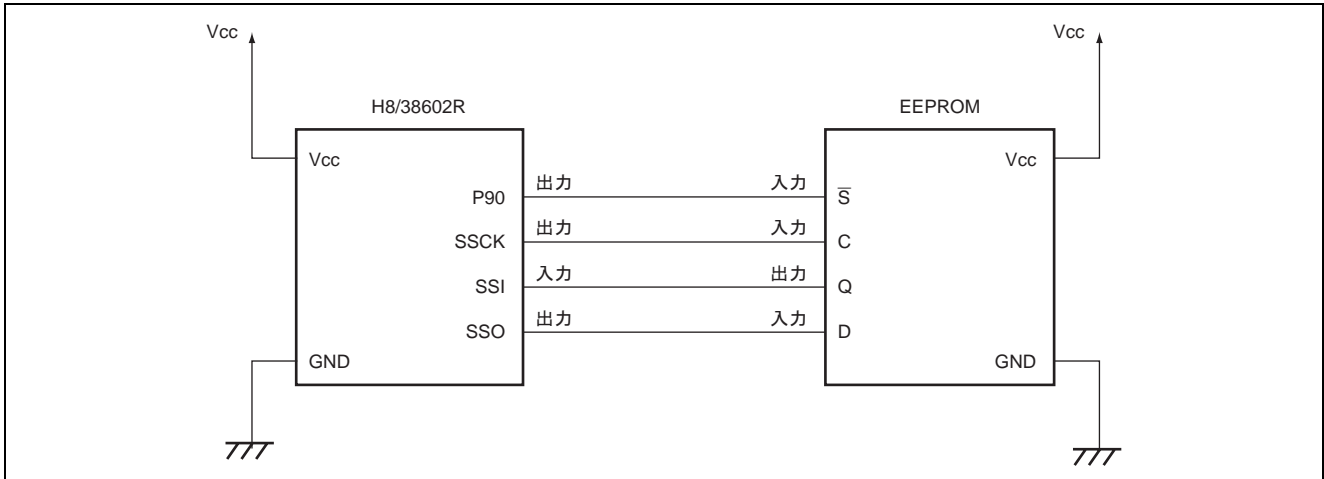 Vcc Vcc
H8/38602R EEPROM
Vcc Vcc
P90 出力 入力 S̅
SSCK 出力 入力 C
SSI 入力 出力 Q
SSO 出力 入力 D
GND GND